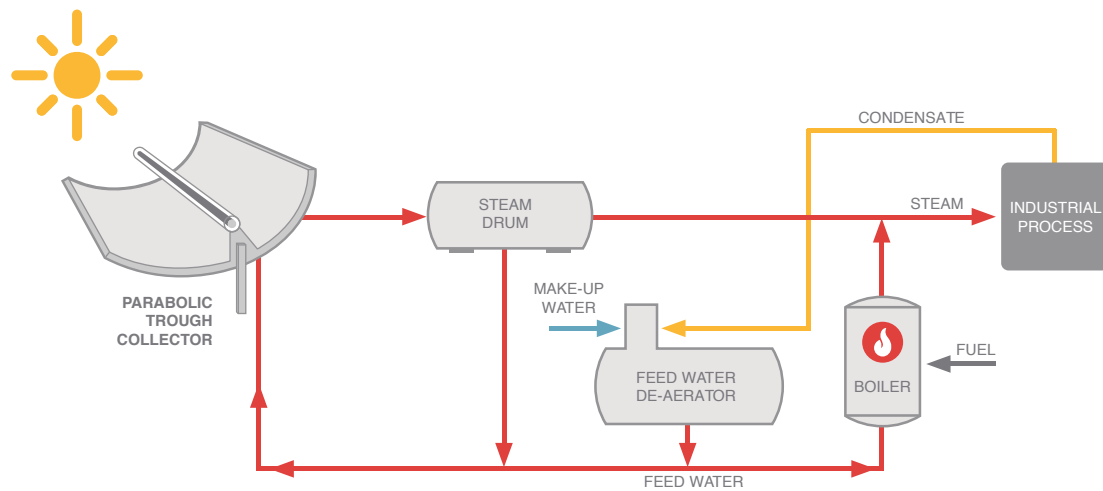 CONDENSATE
STEAM
DRUM
STEAM
INDUSTRIAL
PROCESS
MAKE-UP
WATER
PARABOLIC
TROUGH
COLLECTOR
FEED WATER
DE-AERATOR
BOILER
FUEL
FEED WATER